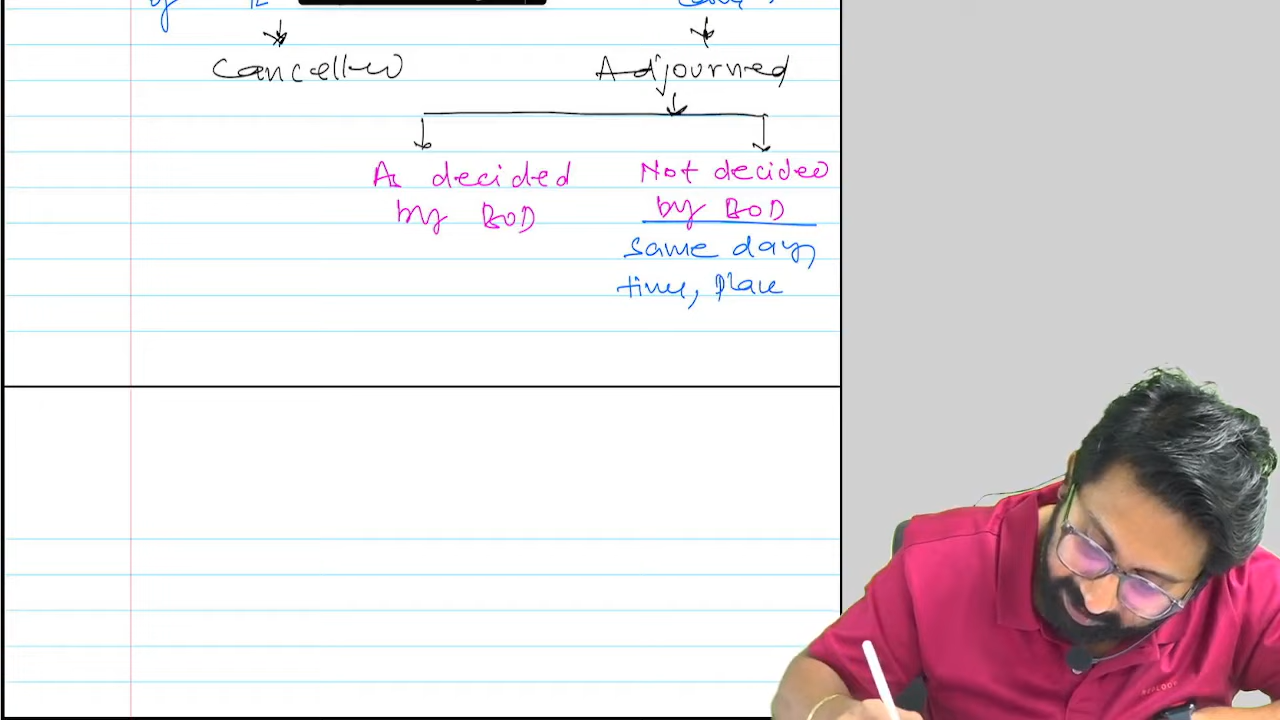 Cancelled
Adjourned
As decided
by BOD
Not decided
by BOD
same day,
time, place